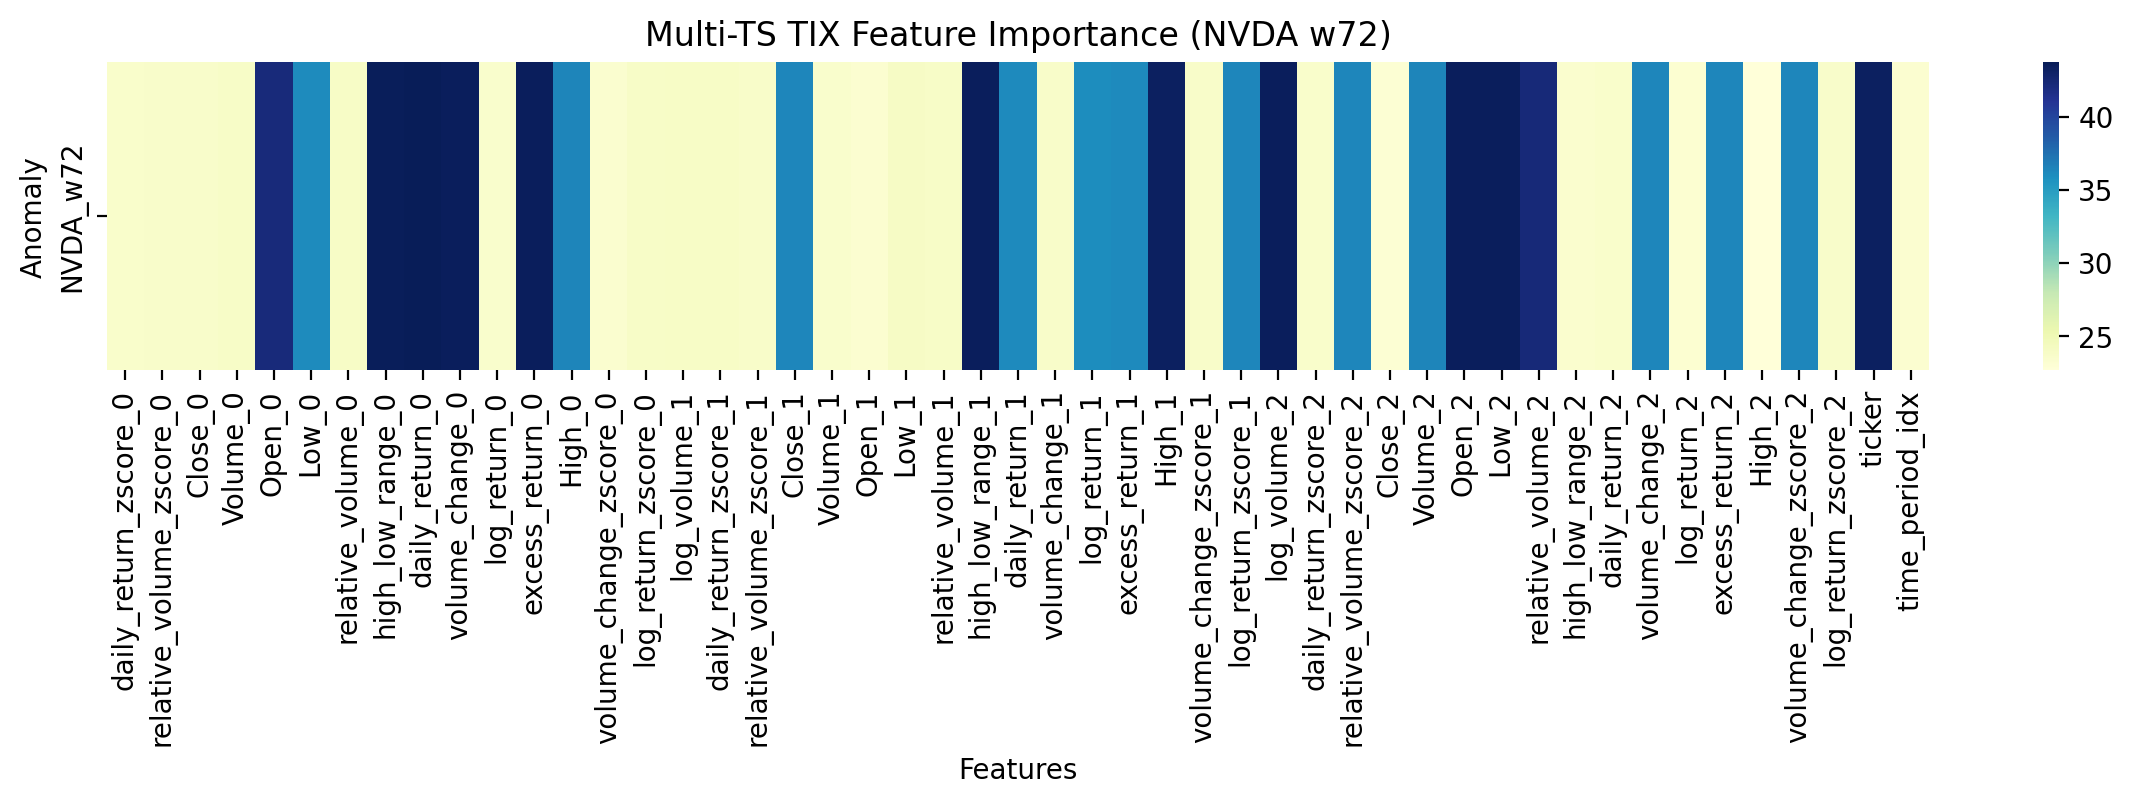 Multi-TS TIX Feature Importance (NVDA w72)
Anomaly
NVDA_w72
40
35
30
25
daily_return_zscore_0
relative_volume_zscore_0
Close_0
Volume_0
Open_0
Low_0
relative_volume_0
high_low_range_0
daily_return_0
volume_change_0
log_return_0
excess_return_0
High_0
volume_change_zscore_0
log_return_zscore_0
log_volume_1
daily_return_zscore_1
relative_volume_zscore_1
Close_1
Volume_1
Open_1
Low_1
relative_volume_1
high_low_range_1
daily_return_1
volume_change_1
log_return_1
excess_return_1
High_1
volume_change_zscore_1
log_return_zscore_1
log_volume_2
daily_return_zscore_2
relative_volume_zscore_2
Close_2
Volume_2
Open_2
Low_2
relative_volume_2
high_low_range_2
daily_return_2
volume_change_2
log_return_2
excess_return_2
High_2
volume_change_zscore_2
log_return_zscore_2
ticker
time_period_idx
Features